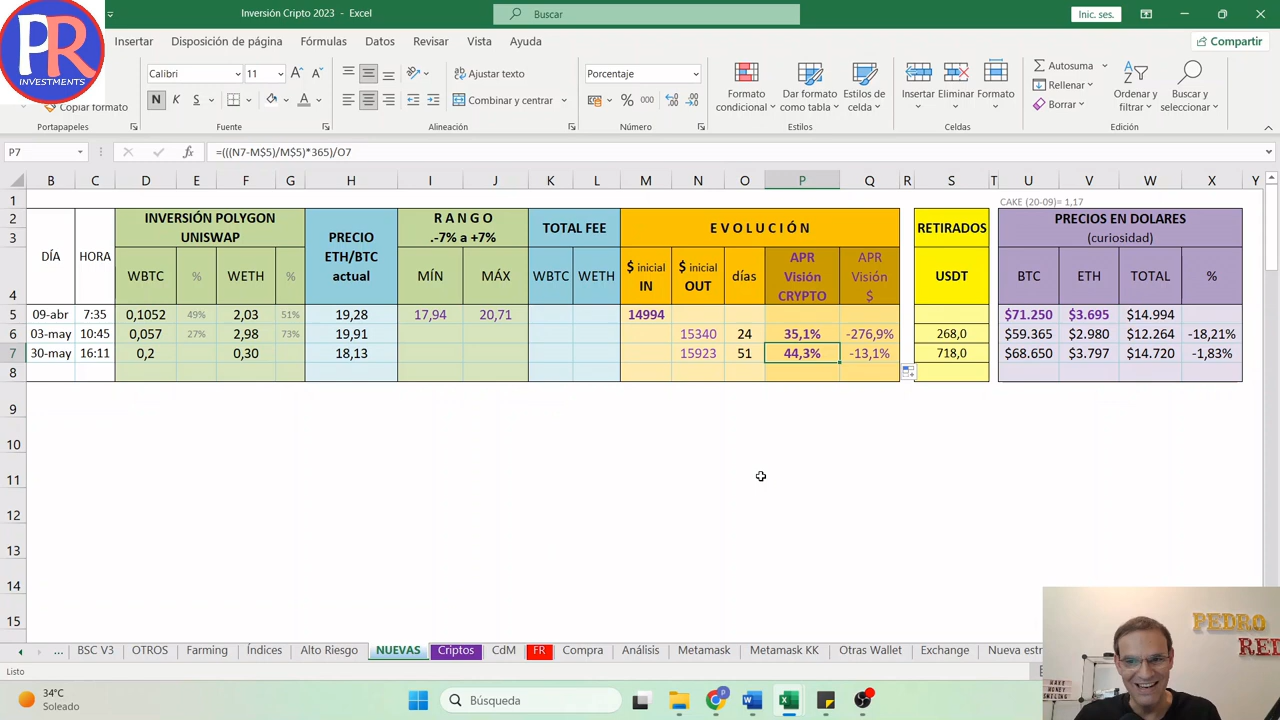 PR
INVESTMENTS
Inversión Cripto 2023 - Excel
Buscar
Inic. ses.
Insertar Disposición de página Fórmulas Datos Revisar Vista Ayuda
Compartir
Calibri 11
Ajustar texto
Porcentaje
Autosuma
Rellenar
Borrar
Copiar formato
N K S
Combinar y centrar
% 000
Formato condicional
Dar formato como tabla
Estilos de celda
Insertar Eliminar Formato
Ordenar y filtrar
Buscar y seleccionar
Portapapeles Fuente Alineación Número Estilos Celdas Edición
P7 fx =(((N7-M$5)/M$5)*365)/O7
B C D E F G H I J K L M N O P Q R S T U V W X Y
1 CAKE (20-09)= 1,17
2
3
4
DÍA HORA
INVERSIÓN POLYGON
UNISWAP
WBTC % WETH %
PRECIO
ETH/BTC
actual
R A N G O
.-7% a +7%
MÍN MÁX
TOTAL FEE
WBTC WETH
E V O L U C I Ó N
$ inicial
IN
$ inicial
OUT
días
APR
Visión
CRYPTO
APR
Visión
$
RETIRADOS
USDT
PRECIOS EN DOLARES
(curiosidad)
BTC ETH TOTAL %
5 09-abr 7:35 0,1052 49% 2,03 51% 19,28 17,94 20,71 14994 $71.250 $3.695 $14.994
6 03-may 10:45 0,057 27% 2,98 73% 19,91 15340 24 35,1% -276,9% 268,0 $59.365 $2.980 $12.264 -18,21%
7 30-may 16:11 0,2 0,30 18,13 15923 51 44,3% -13,1% 718,0 $68.650 $3.797 $14.720 -1,83%
8
9
10
11
12
13
14
15
PEDRO
RED
... BSC V3 OTROS Farming Índices Alto Riesgo NUEVAS Criptos CdM FR Compra Análisis Metamask Metamask KK Otras Wallet Exchange Nueva estr
Listo
34°C
Soleado
Búsqueda